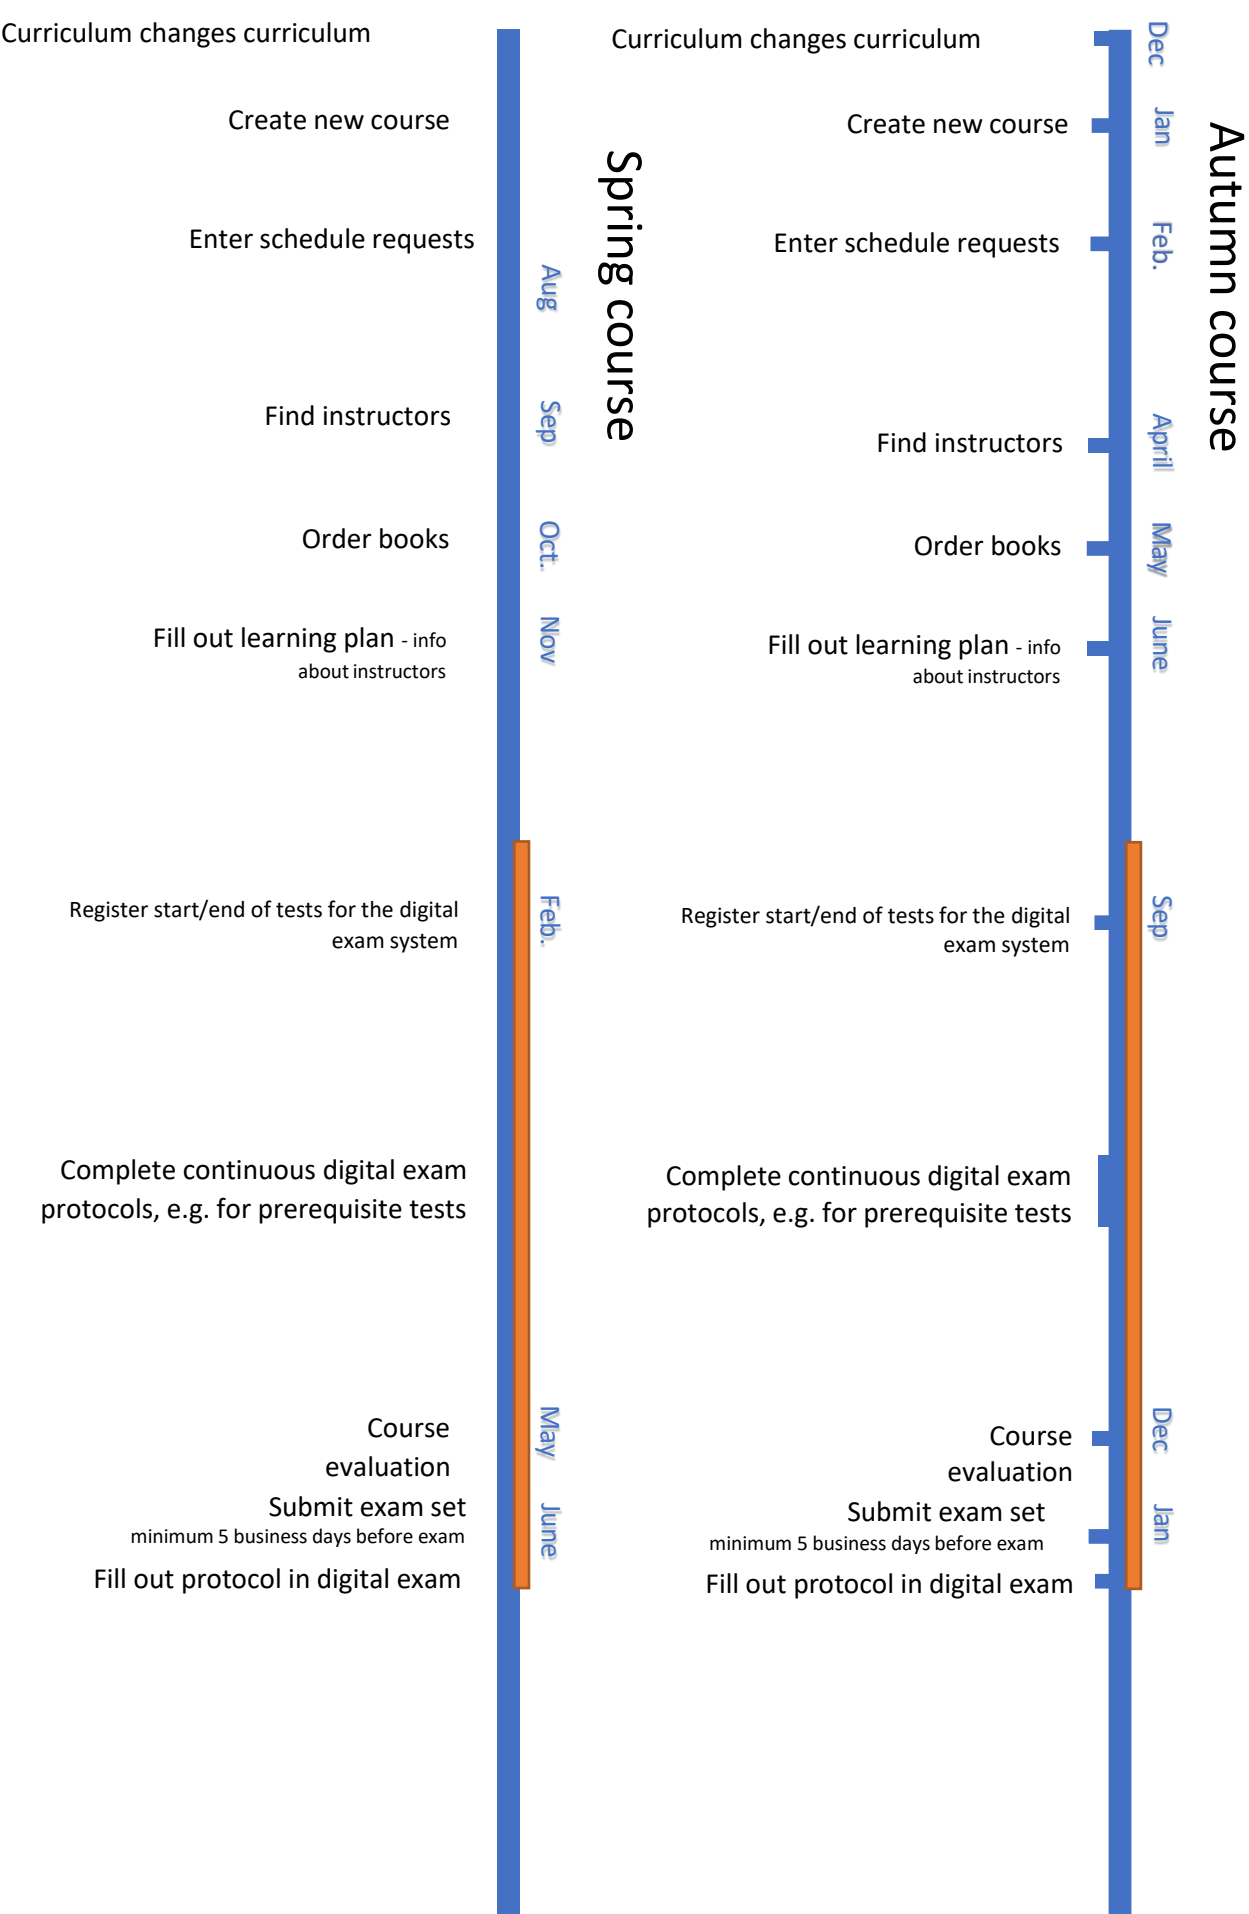 Spring course
Curriculum changes curriculum
Create new course
Enter schedule requests
Aug
Find instructors
Sep
Order books
Oct.
Fill out learning plan - info
about instructors
Nov
Register start/end of tests for the digital
exam system
Feb.
Complete continuous digital exam
protocols, e.g. for prerequisite tests
Course
evaluation
May
Submit exam set
minimum 5 business days before exam
June
Fill out protocol in digital exam
Autumn course
Curriculum changes curriculum
Dec
Create new course
Jan
Enter schedule requests
Feb.
Find instructors
April
Order books
May
Fill out learning plan - info
about instructors
June
Register start/end of tests for the digital
exam system
Sep
Complete continuous digital exam
protocols, e.g. for prerequisite tests
Course
evaluation
Dec
Submit exam set
minimum 5 business days before exam
Jan
Fill out protocol in digital exam